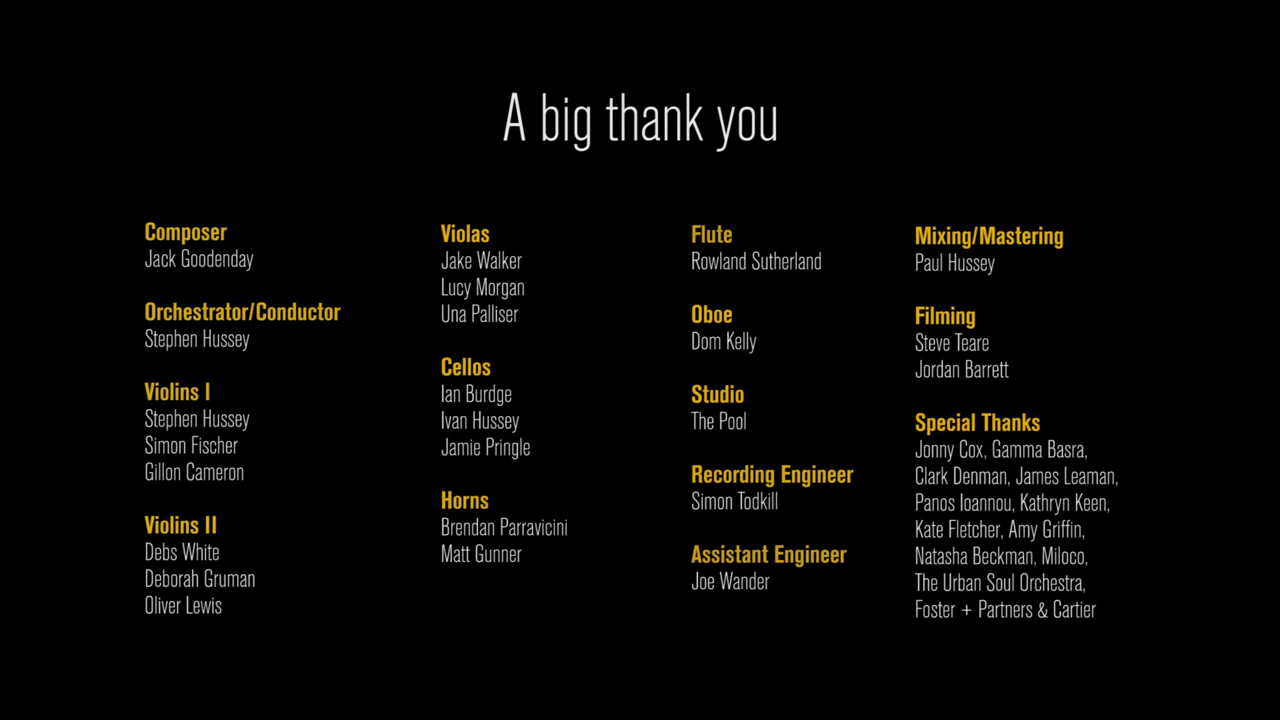 A big thank you
Composer
Jack Goodenday
Orchestrator/Conductor
Stephen Hussey
Violins I
Stephen Hussey
Simon Fischer
Gillon Cameron
Violins II
Debs White
Deborah Gruman
Oliver Lewis
Violas
Jake Walker
Lucy Morgan
Una Palliser
Cellos
Ian Burdge
Ivan Hussey
Jamie Pringle
Horns
Brendan Parravicini
Matt Gunner
Flute
Rowland Sutherland
Oboe
Dom Kelly
Studio
The Pool
Recording Engineer
Simon Todkill
Assistant Engineer
Joe Wander
Mixing/Mastering
Paul Hussey
Filming
Steve Teare
Jordan Barrett
Special Thanks
Jonny Cox, Gamma Basra,
Clark Denman, James Leaman,
Panos Ioannou, Kathryn Keen,
Kate Fletcher, Amy Griffin,
Natasha Beckman, Miloco,
The Urban Soul Orchestra,
Foster + Partners & Cartier